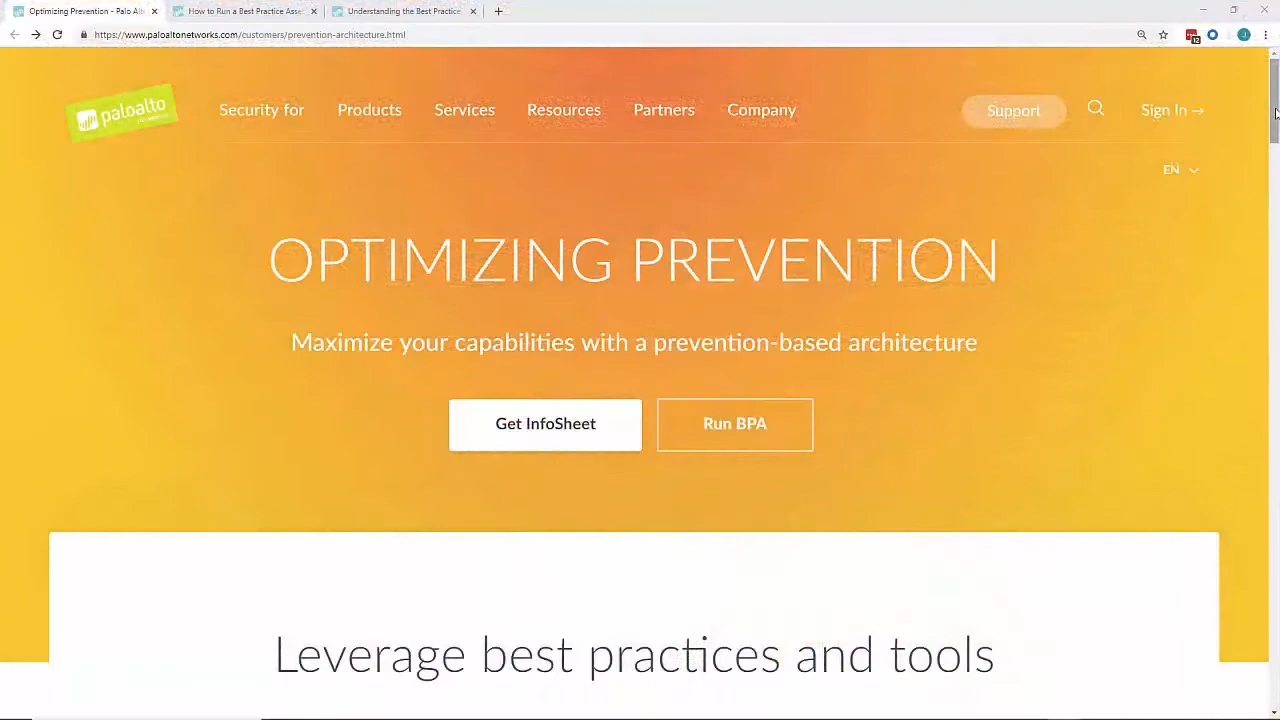 Optimizing Prevention - Palo Alt
How to Run a Best Practice Asse
Understanding the Best Practice
https://www.paloaltonetworks.com/customers/prevention-architecture.html
12
J
paloalto
Security for
Products
Services
Resources
Partners
Company
Support
Sign In →
EN
OPTIMIZING PREVENTION
Maximize your capabilities with a prevention-based architecture
Get InfoSheet
Run BPA
Leverage best practices and tools